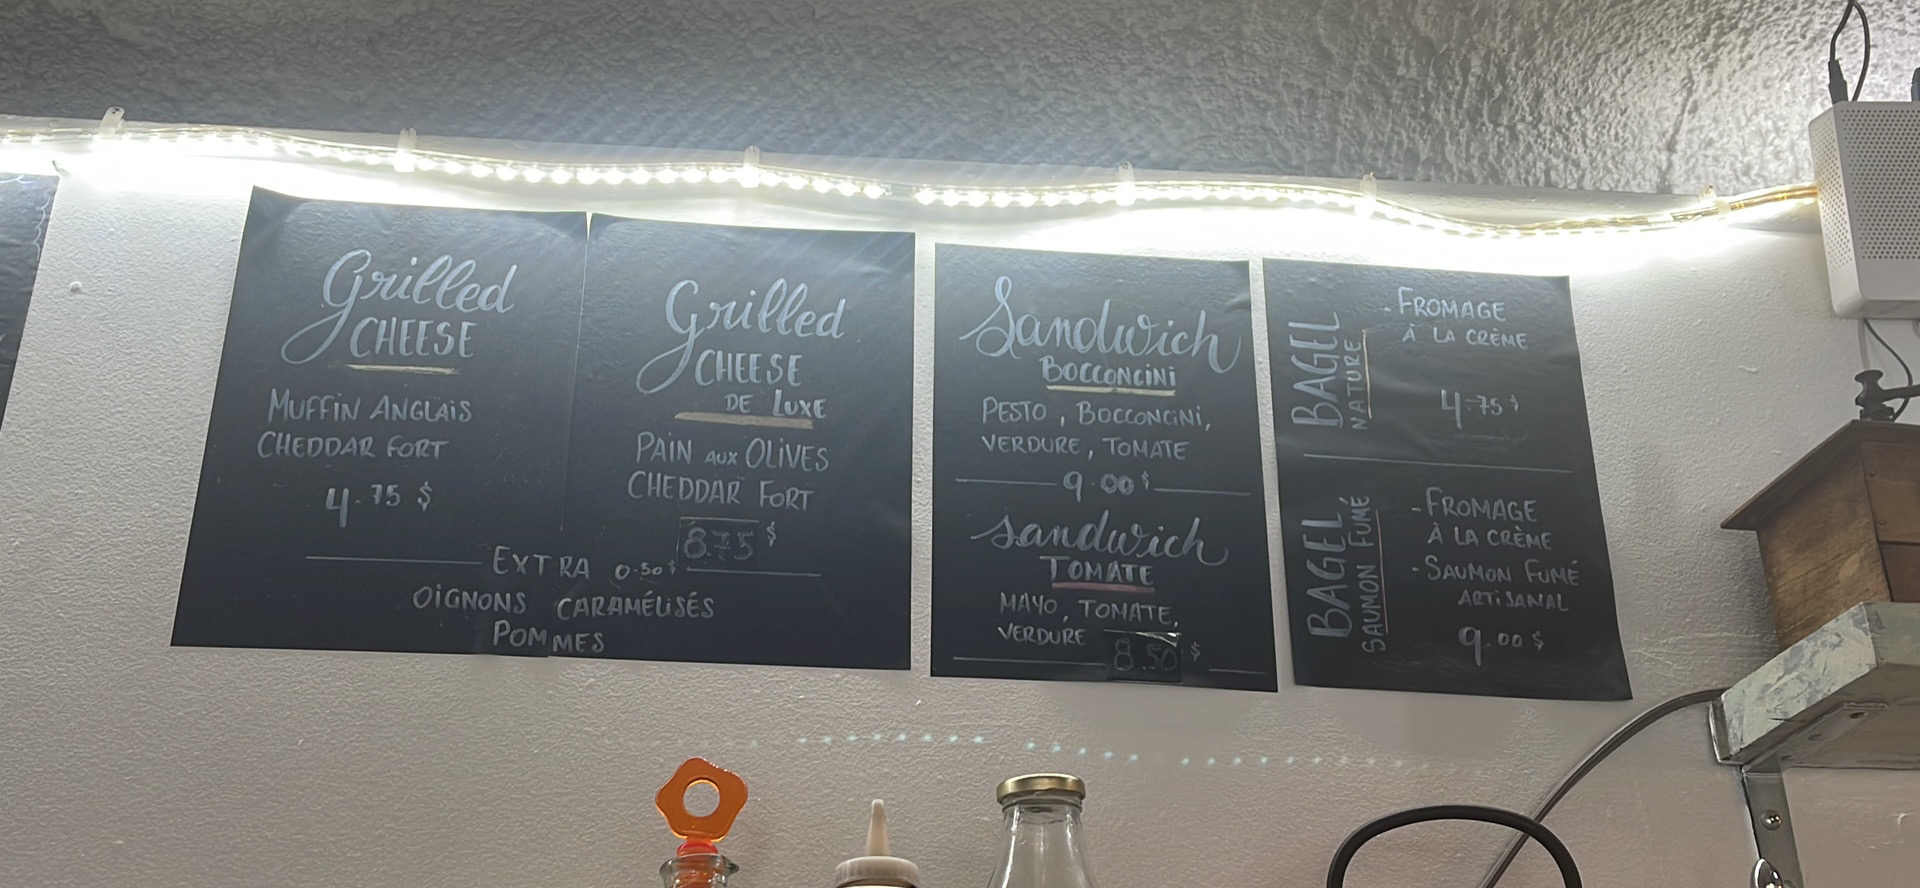 Grilled
CHEESE
MUFFIN ANGLAIS
CHEDDAR FORT
4.75 $
Grilled
CHEESE
DE LUXE
PAIN AUX OLIVES
CHEDDAR FORT
8.75 $
EXTRA 0.50 $
OIGNONS CARAMÉLISÉS
POMMES
Sandwich
BOCCONCINI
PESTO, BOCCONCINI,
VERDURE, TOMATE
9.00 $
Sandwich
TOMATE
MAYO, TOMATE,
VERDURE 8.50 $
BAGEL
NATURE
- FROMAGE
À LA CRÈME
4.75 $
BAGEL
SAUMON FUMÉ
- FROMAGE
À LA CRÈME
- SAUMON FUMÉ
ARTISANAL
9.00 $